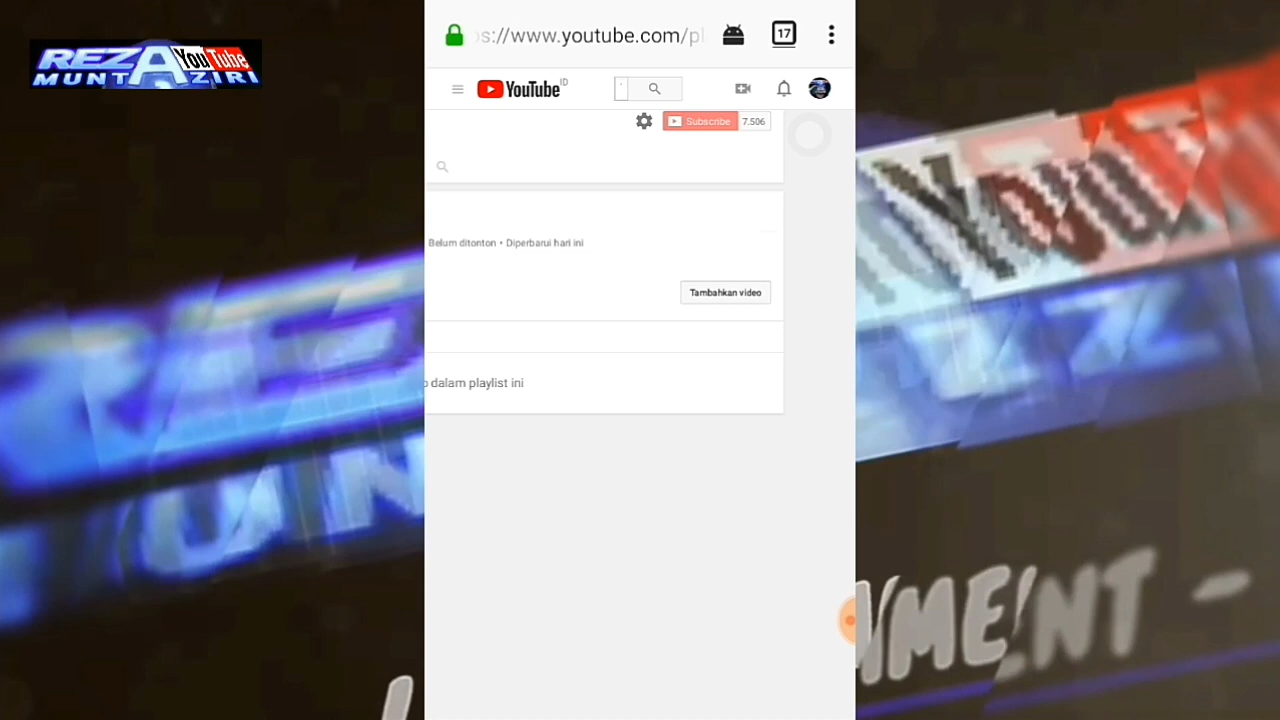 REZA YouTube
MUNTAZIRI
s://www.youtube.com/pl
17
YouTube ID
Subscribe 7.506
Belum ditonton • Diperbarui hari ini
Tambahkan video
dalam playlist ini
MENT -